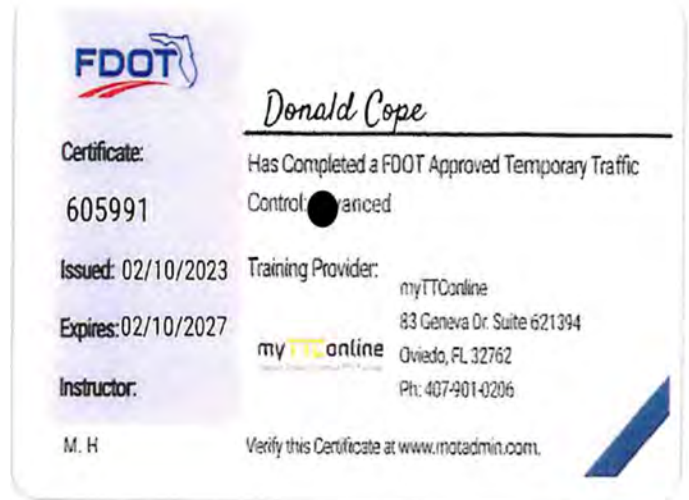 FDOT
Donald Cope
Certificate:
605991
Has Completed a FDOT Approved Temporary Traffic
Control: vanced
Issued: 02/10/2023
Expires: 02/10/2027
Instructor:
M. H
Training Provider:
myTTConline
myTTConline
83 Geneva Dr. Suite 621394
Oviedo, FL 32762
Ph: 407-901-0206
Verify this Certificate at www.motadmin.com.